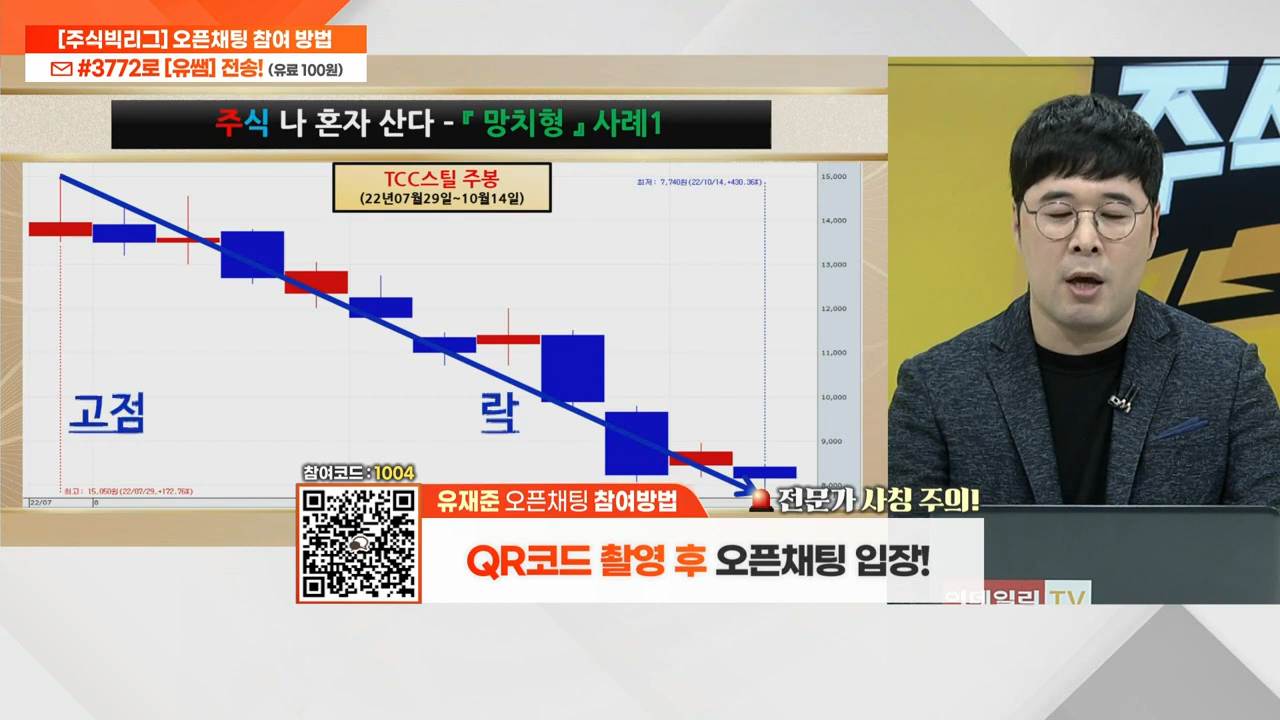 [주식빅리그] 오픈채팅 참여 방법
#3772로 [유쌤] 전송! (유료 100원)
주식 나 혼자 산다 - 『 망치형 』 사례1
TCC스틸 주봉
(22년07월29일~10월14일)
최저: 7,740원(22/10/14,+430.36%)
15,000
14,000
13,000
12,000
11,000
10,000
9,000
8,000
고점
락
최고: 15,050원(22/07/29,+172.76%)
22/07
8
참여코드 : 1004
유재준 오픈채팅 참여방법
전문가 사칭 주의!
QR코드 촬영 후 오픈채팅 입장!
이데일리 TV